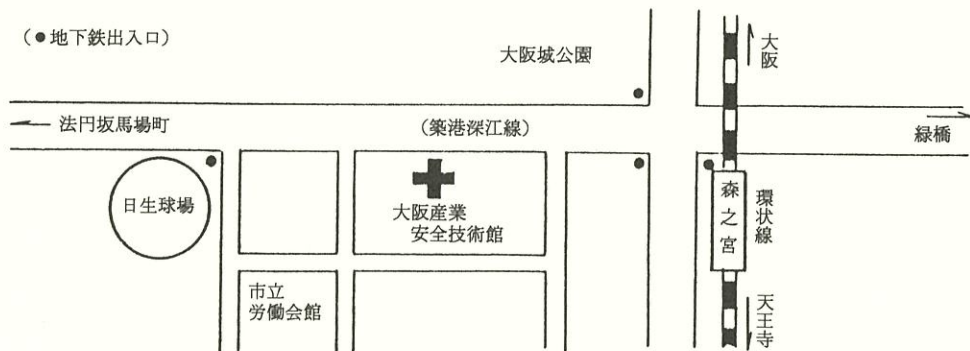 (●地下鉄出入口)
大阪城公園
大阪
法円坂馬場町
(築港深江線)
緑橋
日生球場
大阪産業
安全技術館
森之宮
環状線
市立
労働会館
天王寺